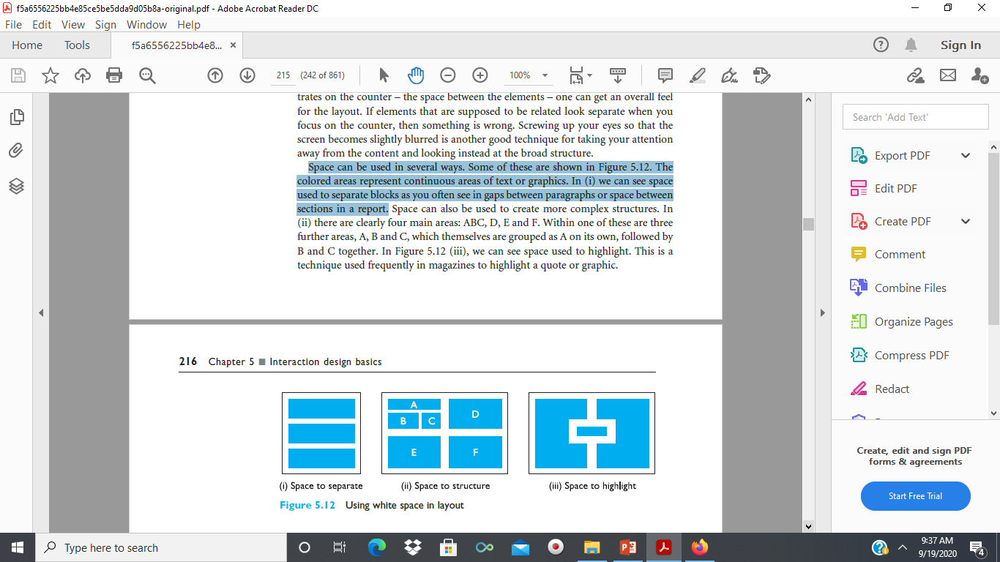 f5a6556225bb4e85ce5be5dda9d05b8a-original.pdf - Adobe Acrobat Reader DC
File Edit View Sign Window Help
Home Tools f5a6556225bb4e8... × Sign In
215 (242 of 861) 100%
trates on the counter – the space between the elements – one can get an overall feel
for the layout. If elements that are supposed to be related look separate when you
focus on the counter, then something is wrong. Screwing up your eyes so that the
screen becomes slightly blurred is another good technique for taking your attention
away from the content and looking instead at the broad structure.
Space can be used in several ways. Some of these are shown in Figure 5.12. The
colored areas represent continuous areas of text or graphics. In (i) we can see space
used to separate blocks as you often see in gaps between paragraphs or space between
sections in a report. Space can also be used to create more complex structures. In
(ii) there are clearly four main areas: ABC, D, E and F. Within one of these are three
further areas, A, B and C, which themselves are grouped as A on its own, followed by
B and C together. In Figure 5.12 (iii), we can see space used to highlight. This is a
technique used frequently in magazines to highlight a quote or graphic.
216 Chapter 5 ■ Interaction design basics
A
B C D
E F
(i) Space to separate (ii) Space to structure (iii) Space to highlight
Figure 5.12 Using white space in layout
Search 'Add Text'
Export PDF
Edit PDF
Create PDF
Comment
Combine Files
Organize Pages
Compress PDF
Redact
Create, edit and sign PDF
forms & agreements
Start Free Trial
Type here to search
9:37 AM
9/19/2020
4